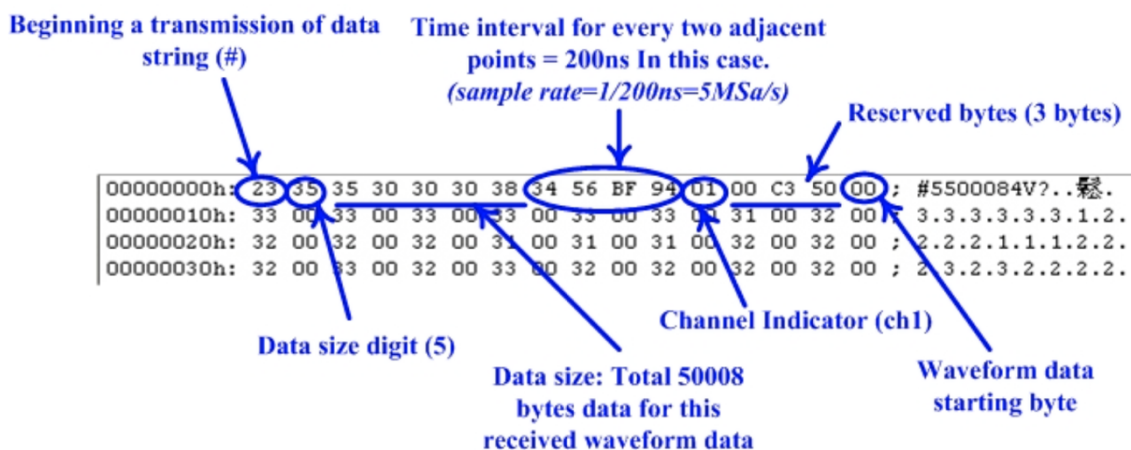 Beginning a transmission of data
string (#)
Time interval for every two adjacent
points = 200ns In this case.
(sample rate=1/200ns=5MSa/s)
Reserved bytes (3 bytes)
00000000h: 23 35 35 30 30 30 38 34 56 BF 94 01 00 C3 50 00 ; #5500084V?..鬆.
00000010h: 33 00 33 00 33 00 33 00 33 00 33 00 31 00 32 00 ; 3.3.3.3.3.3.1.2.
00000020h: 32 00 32 00 32 00 31 00 31 00 31 00 32 00 32 00 ; 2.2.2.1.1.1.2.2.
00000030h: 32 00 33 00 32 00 33 00 32 00 32 00 32 00 32 00 ; 2.3.2.3.2.2.2.2.
Channel Indicator (ch1)
Data size digit (5)
Data size: Total 50008
bytes data for this
received waveform data
Waveform data
starting byte